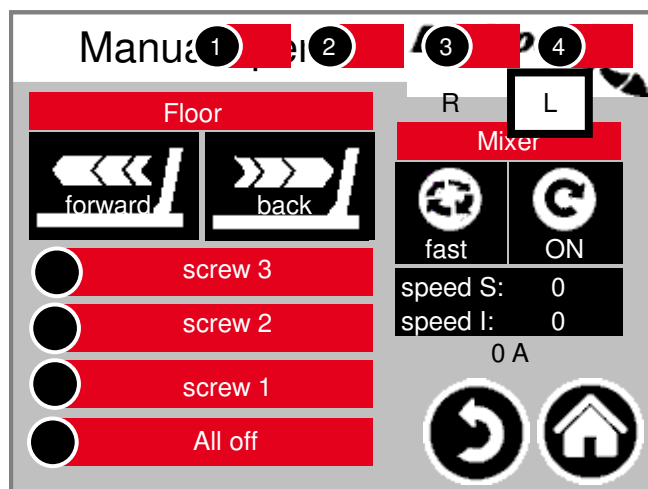 Manua
1 2 3 4
R L
Floor
Mixer
forward back
fast ON
screw 3
speed S: 0
screw 2
speed I: 0
0 A
screw 1
All off